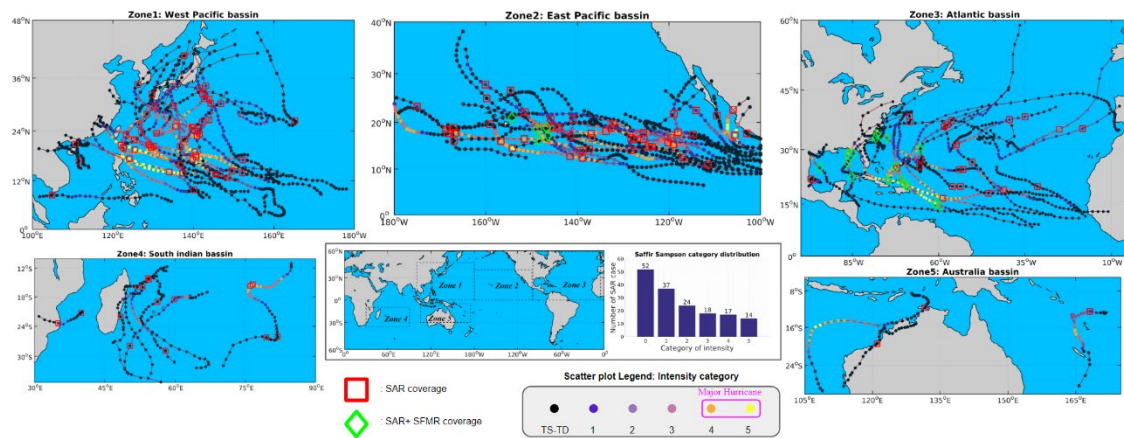 Zone1: West Pacific bassin
48°N
36°N
24°N
12°N
0°
100°E
120°E
140°E
160°E
180°W
Zone2: East Pacific bassin
40°N
30°N
20°N
10°N
0°
180°W
160°W
140°W
120°W
100°W
Zone3: Atlantic bassin
60°N
45°N
30°N
15°N
0°
85°W
60°W
35°W
10°W
Zone4: South indian bassin
12°S
24°S
30°S
30°E
45°E
60°E
75°E
90°E
60°N
30°N
0°
30°S
60°S
0°E
60°E
120°E
180°W
120°W
60°W
0°E
Zone 1
Zone 2
Zone 3
Zone 4
Zone 5
Saffir Sampson category distribution
Number of SAR case
60
50
40
30
20
10
0
52
37
24
18
17
14
0 1 2 3 4 5
Category of intensity
Zone5: Australia bassin
8°S
16°S
24°S
105°E
120°E
135°E
150°E
165°E
: SAR coverage
: SAR+ SFMR coverage
Scatter plot Legend: Intensity category
Major Hurricane
TS-TD 1 2 3 4 5